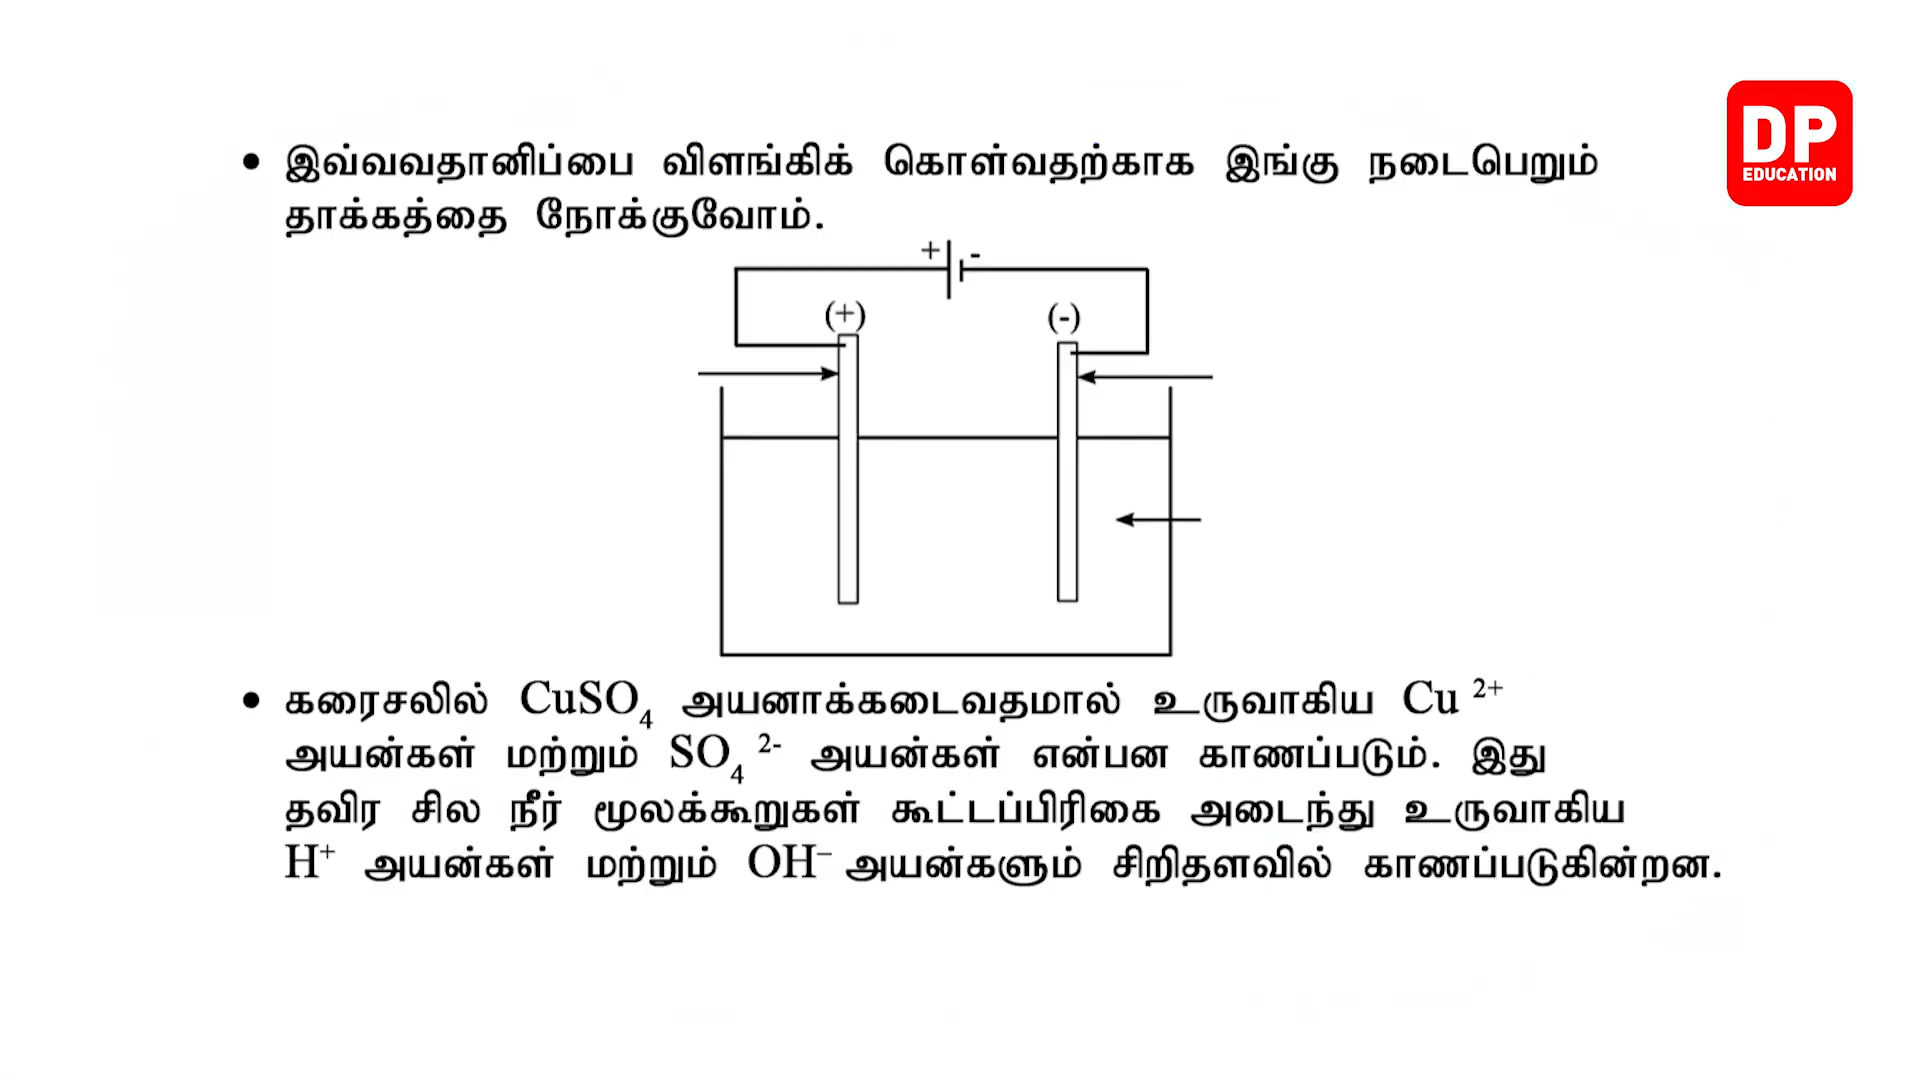 DP
EDUCATION
• இவ்வவதானிப்பை விளங்கிக் கொள்வதற்காக இங்கு நடைபெறும்
தாக்கத்தை நோக்குவோம்.
+ -
(+) (-)
• கரைசலில் CuSO₄ அயனாக்கடைவதமால் உருவாகிய Cu ²⁺
அயன்கள் மற்றும் SO₄ ²⁻ அயன்கள் என்பன காணப்படும். இது
தவிர சில நீர் மூலக்கூறுகள் கூட்டப்பிரிகை அடைந்து உருவாகிய
H⁺ அயன்கள் மற்றும் OH⁻ அயன்களும் சிறிதளவில் காணப்படுகின்றன.